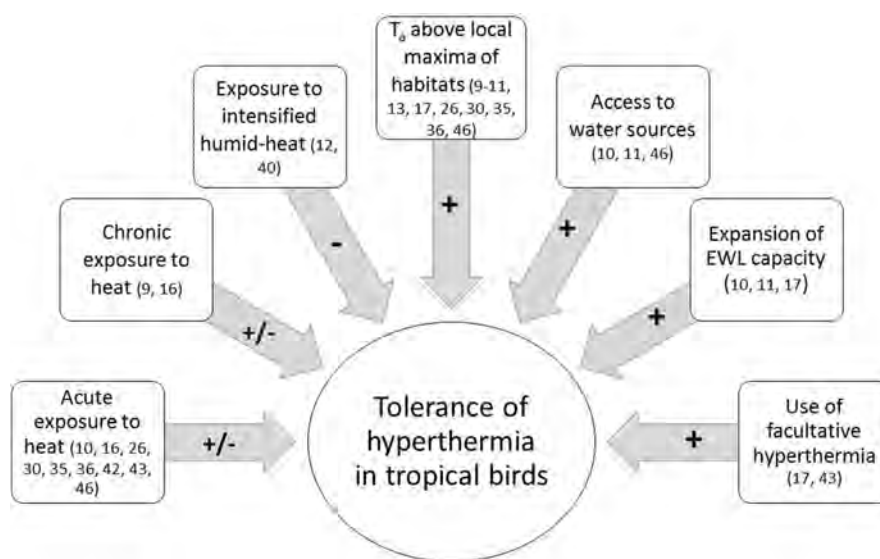 Tₐ above local
maxima of
habitats (9-11,
13, 17, 26, 30, 35,
36, 46)
Exposure to
intensified
humid-heat (12,
40)
Access to
water sources
(10, 11, 46)
Chronic
exposure to
heat (9, 16)
Expansion of
EWL capacity
(10, 11, 17)
Acute
exposure to
heat (10, 16, 26,
30, 35, 36, 42, 43,
46)
Use of
facultative
hyperthermia
(17, 43)
+
-
+
+/-
+
+/-
+
Tolerance of
hyperthermia
in tropical birds